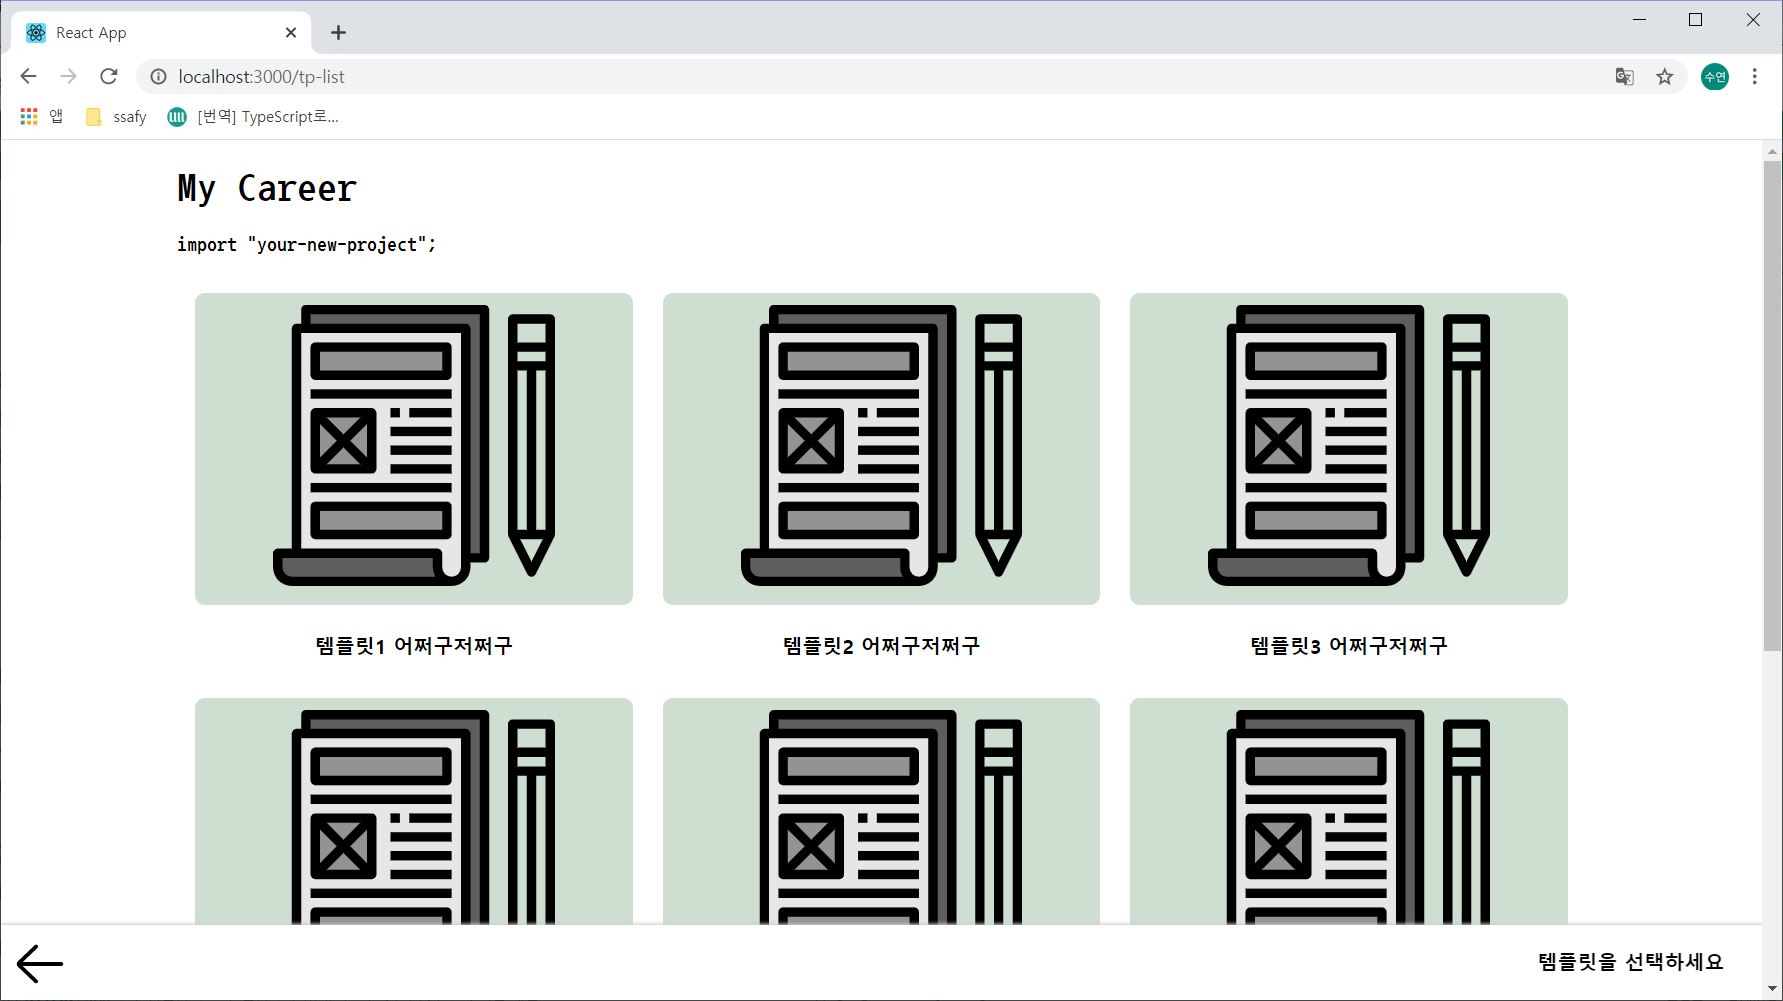 React App
localhost:3000/tp-list
수연
앱
ssafy
[번역] TypeScript로...
My Career
import "your-new-project";
템플릿1 어쩌구저쩌구
템플릿2 어쩌구저쩌구
템플릿3 어쩌구저쩌구
템플릿을 선택하세요